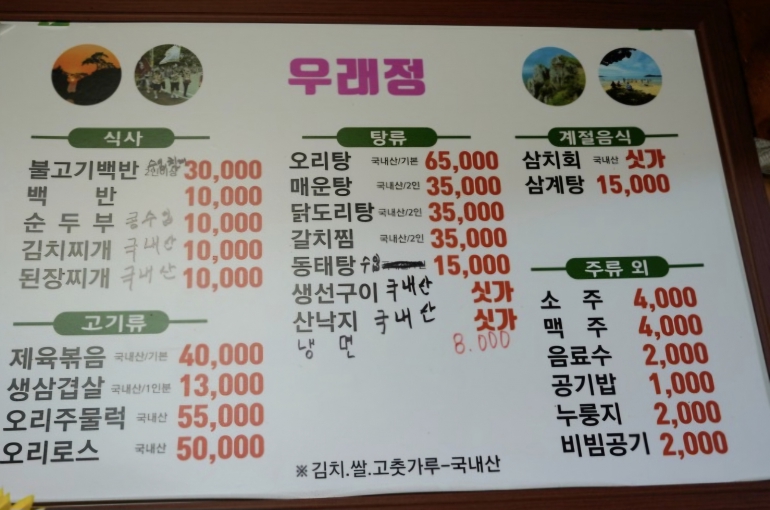 우래정
식사
불고기백반 30,000
백 반 10,000
순 두 부 콩수입 10,000
김치찌개 국내산 10,000
된장찌개 국내산 10,000
고기류
제육볶음 국내산/기본 40,000
생삼겹살 국내산/1인분 13,000
오리주물럭 국내산 55,000
오리로스 국내산 50,000
탕류
오리탕 국내산/기본 65,000
매운탕 국내산/2인 35,000
닭도리탕 국내산/2인 35,000
갈치찜 국내산/2인 35,000
동태탕 수입 15,000
생선구이 국내산 싯가
산낙지 국내산 싯가
냉 면 8.000
※김치.쌀.고춧가루-국내산
계절음식
삼치회 국내산 싯가
삼계탕 15,000
주류 외
소 주 4,000
맥 주 4,000
음료수 2,000
공기밥 1,000
누룽지 2,000
비빔공기 2,000